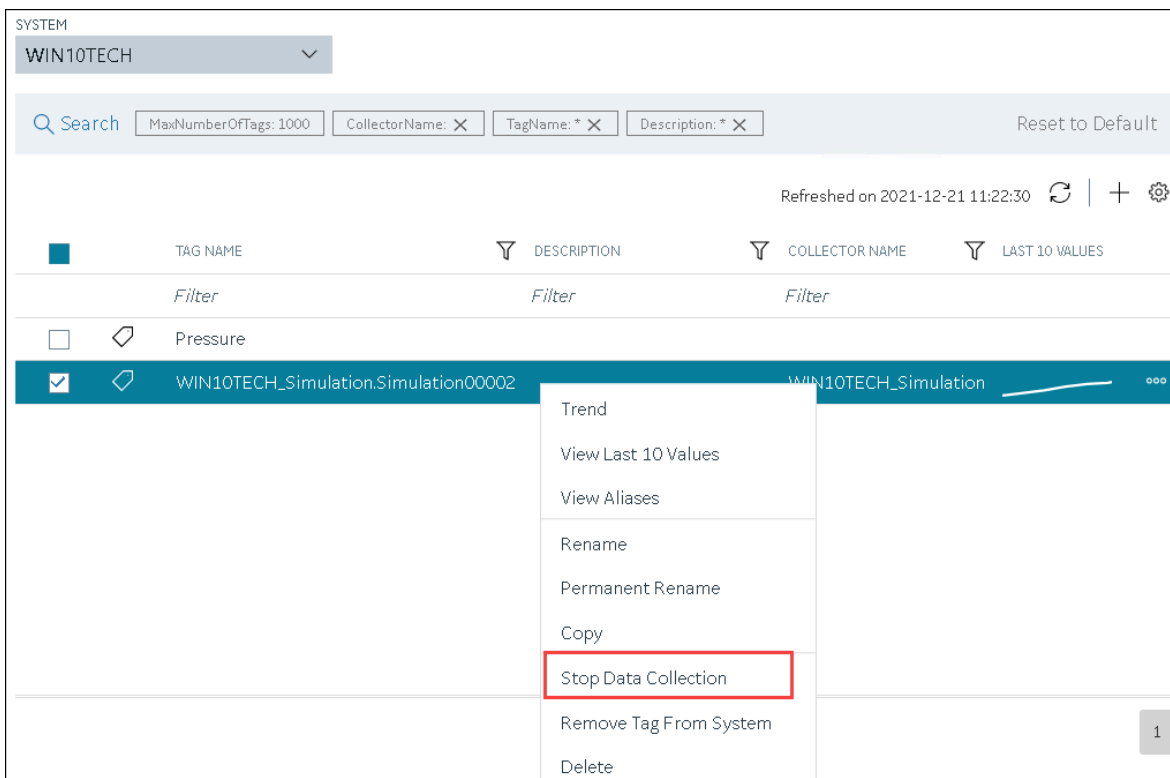 SYSTEM
WIN10TECH
Search MaxNumberOfTags: 1000 CollectorName: TagName: * Description: * Reset to Default
Refreshed on 2021-12-21 11:22:30
TAG NAME DESCRIPTION COLLECTOR NAME LAST 10 VALUES
Filter Filter Filter
Pressure
WIN10TECH_Simulation.Simulation00002 WIN10TECH_Simulation
Trend
View Last 10 Values
View Aliases
Rename
Permanent Rename
Copy
Stop Data Collection
Remove Tag From System
1
Delete